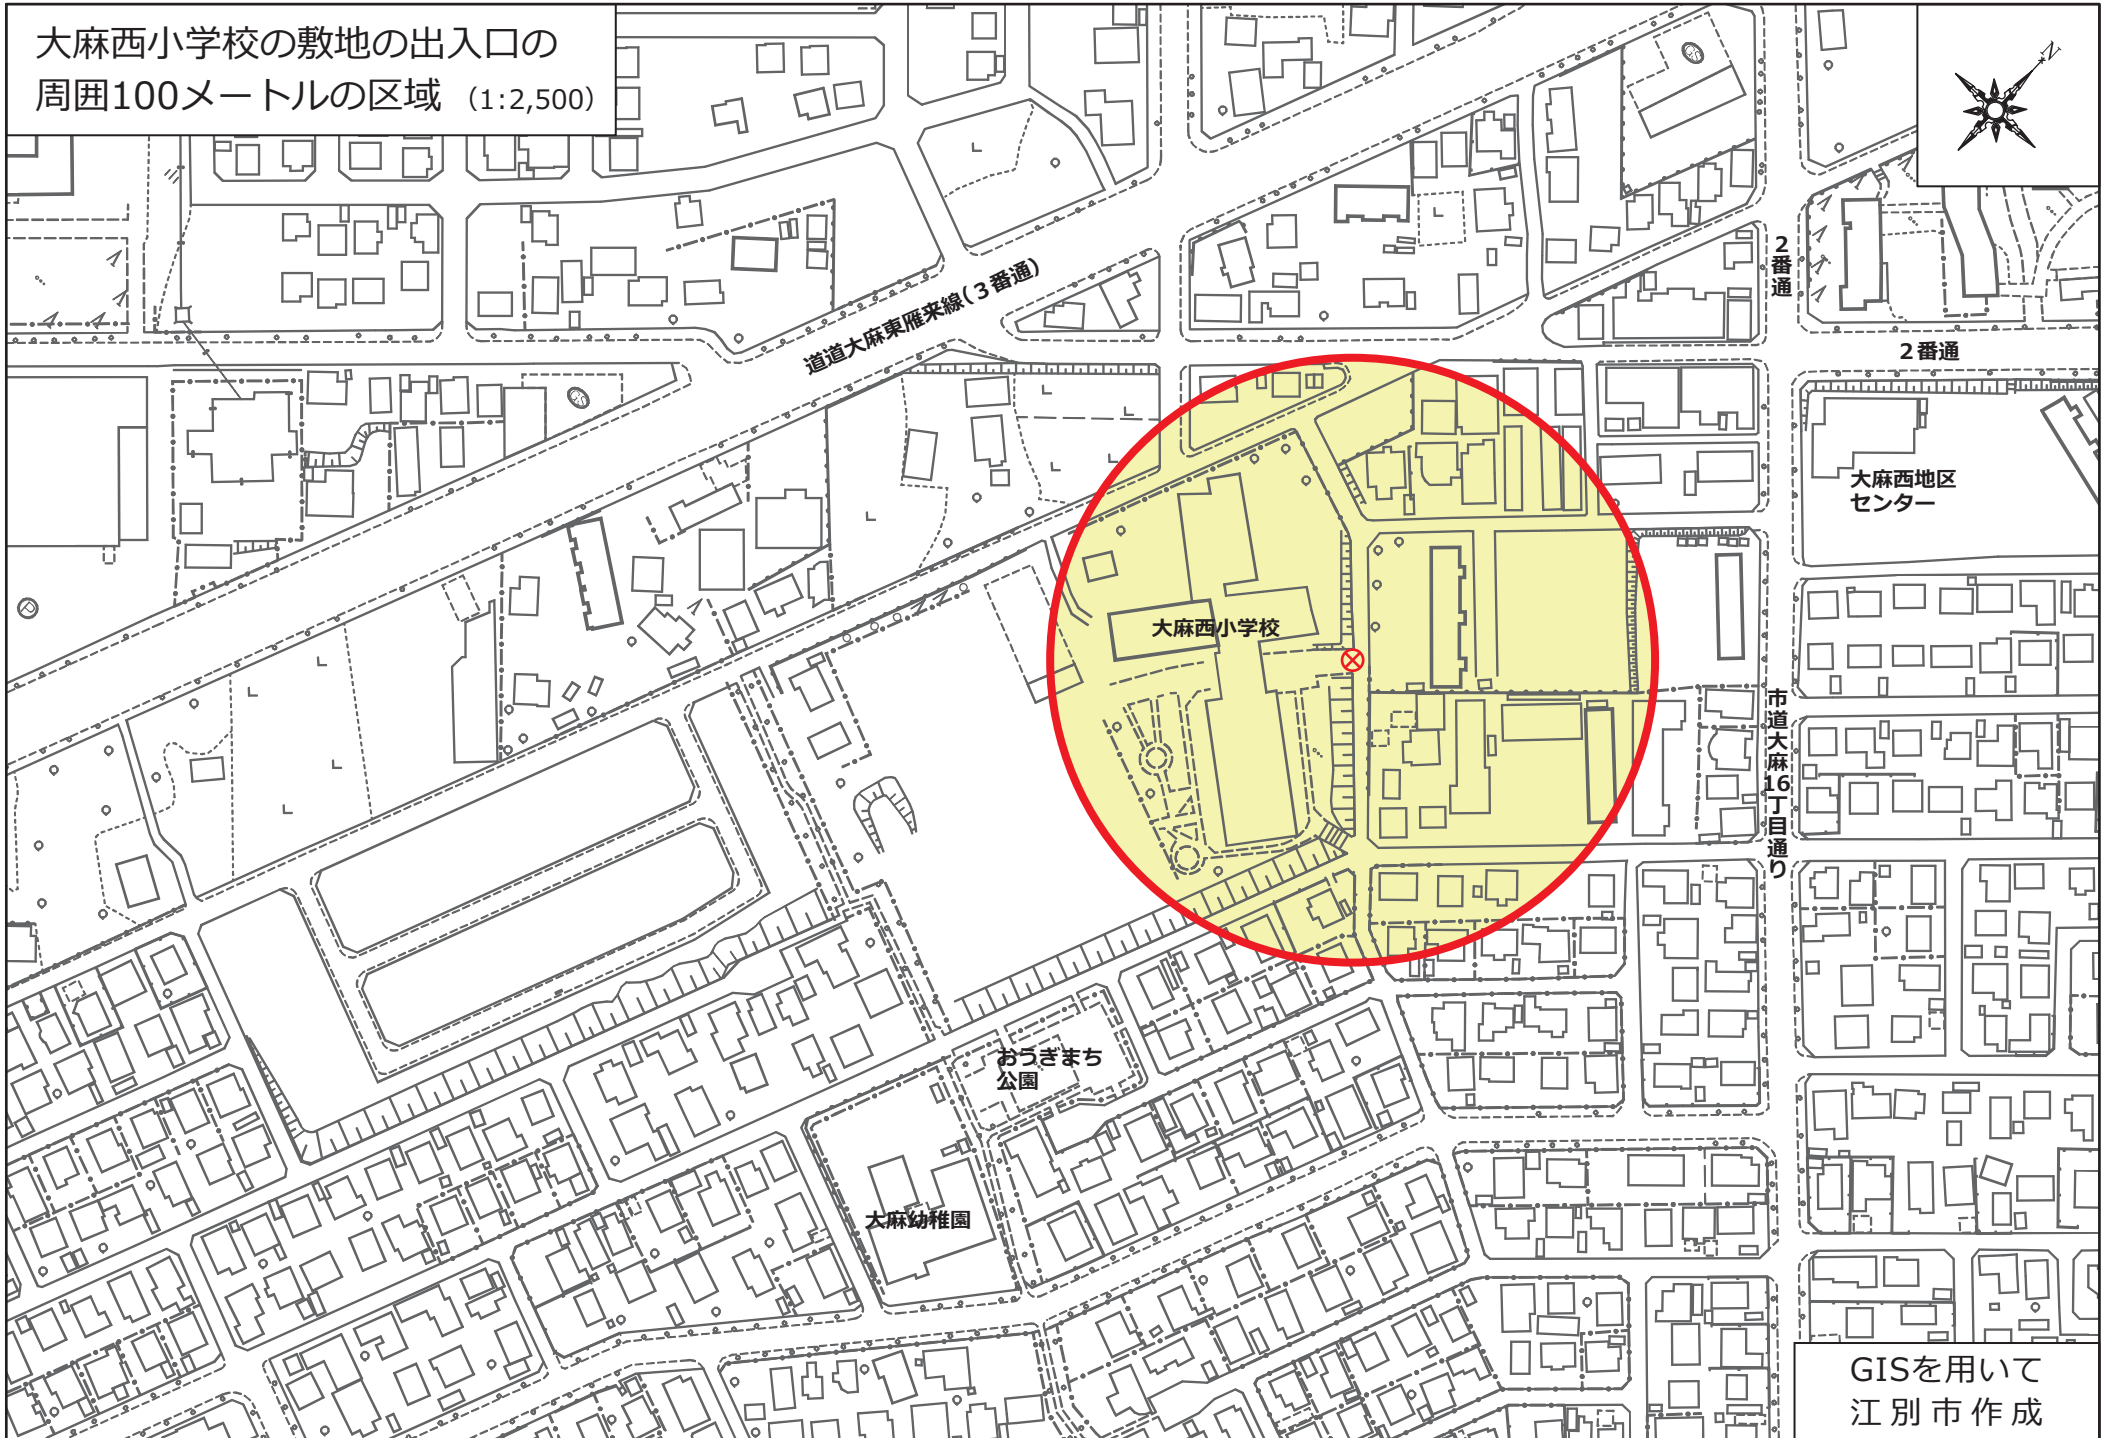 大麻西小学校の敷地の出入口の
周囲100メートルの区域 （1:2,500）
N
2番通
道道大麻東雁来線(３番通)
２番通
大麻西地区
センター
大麻西小学校
市道大麻16丁目通り
おうぎまち
公園
大麻幼稚園
GISを用いて
江別市作成